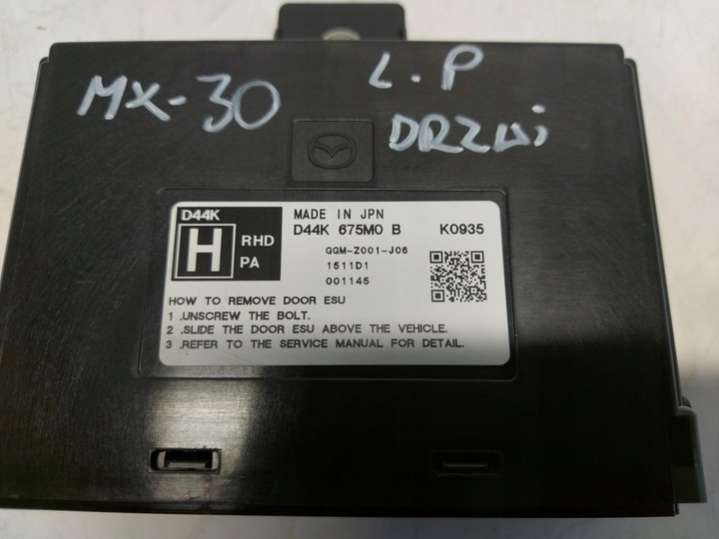 MX-30
L.P
DRZWi
D44K
H
RHD
PA
MADE IN JPN
D44K 675M0 B K0935
GGM-Z001-J06
1511D1
001145
HOW TO REMOVE DOOR ESU
1 .UNSCREW THE BOLT.
2 .SLIDE THE DOOR ESU ABOVE THE VEHICLE.
3 .REFER TO THE SERVICE MANUAL FOR DETAIL.